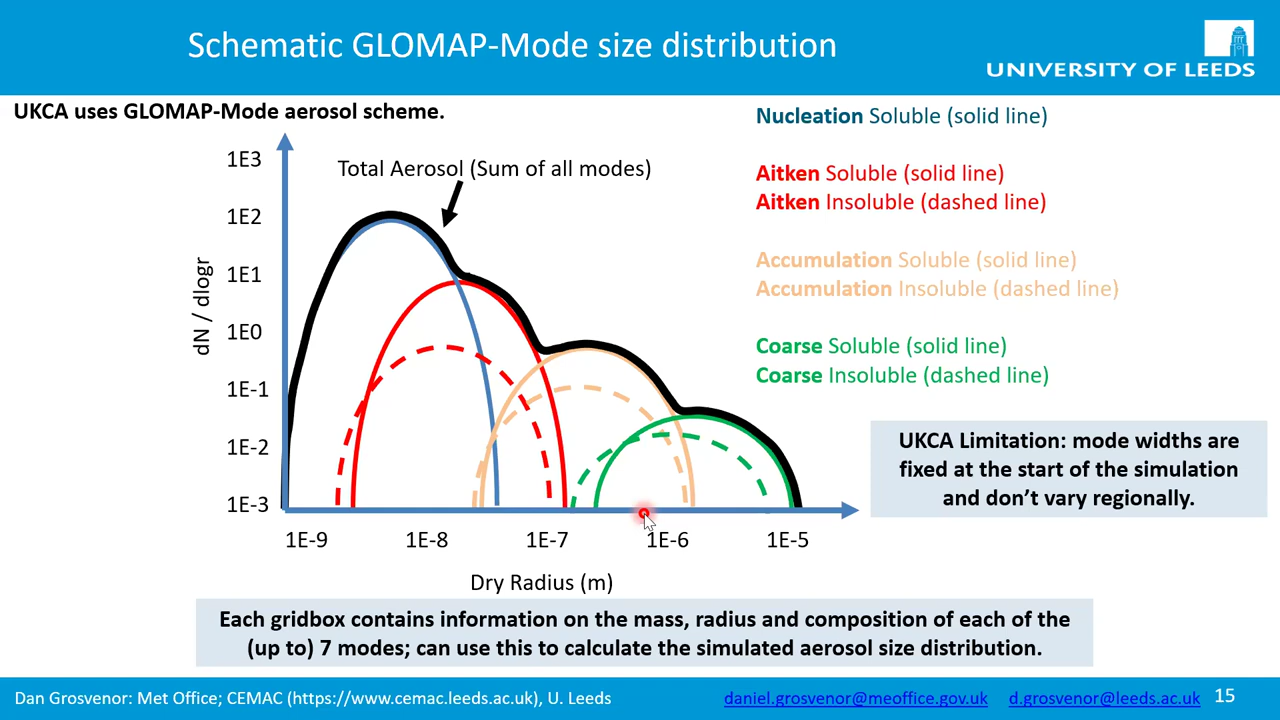 Schematic GLOMAP-Mode size distribution
UNIVERSITY OF LEEDS
UKCA uses GLOMAP-Mode aerosol scheme.
Nucleation Soluble (solid line)
Aitken Soluble (solid line)
Aitken Insoluble (dashed line)
Accumulation Soluble (solid line)
Accumulation Insoluble (dashed line)
Coarse Soluble (solid line)
Coarse Insoluble (dashed line)
Total Aerosol (Sum of all modes)
dN / dlogr
1E3
1E2
1E1
1E0
1E-1
1E-2
1E-3
1E-9
1E-8
1E-7
1E-6
1E-5
Dry Radius (m)
UKCA Limitation: mode widths are
fixed at the start of the simulation
and don’t vary regionally.
Each gridbox contains information on the mass, radius and composition of each of the
(up to) 7 modes; can use this to calculate the simulated aerosol size distribution.
Dan Grosvenor: Met Office; CEMAC (https://www.cemac.leeds.ac.uk), U. Leeds
daniel.grosvenor@meoffice.gov.uk
d.grosvenor@leeds.ac.uk
15